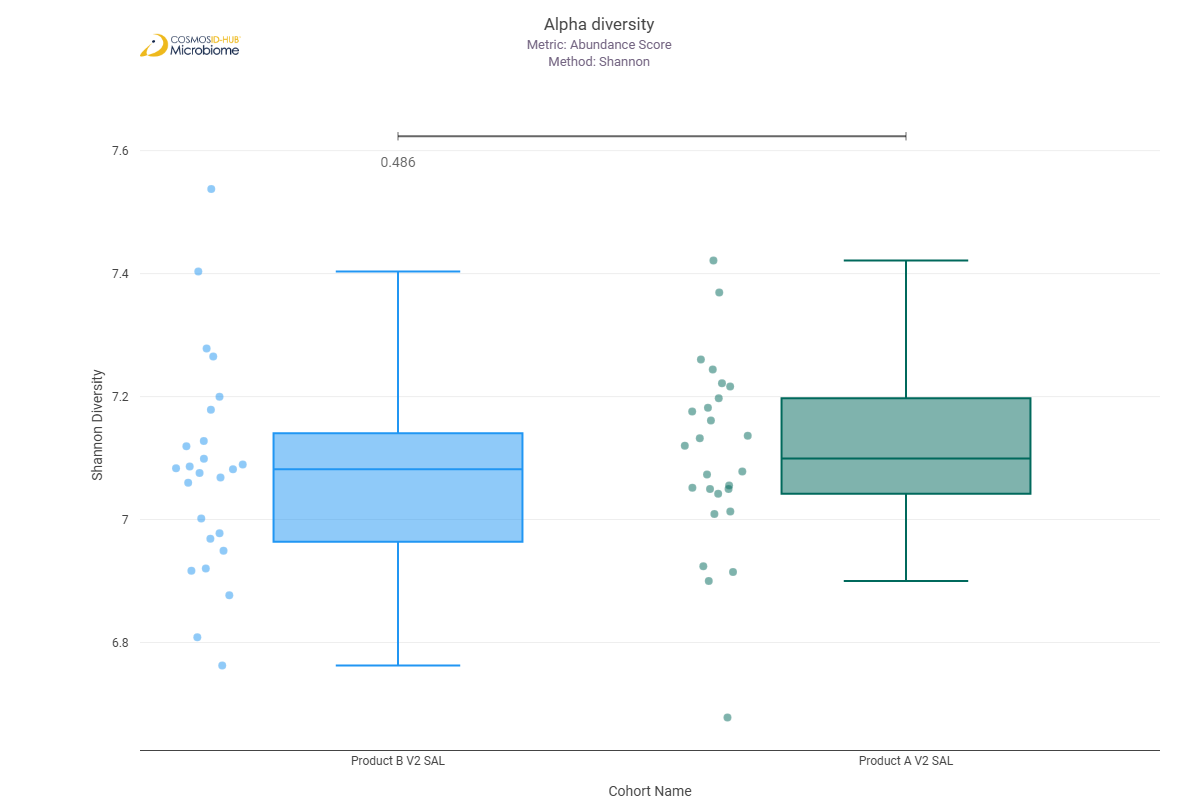 Alpha diversity
Metric: Abundance Score
Method: Shannon
COSMOSID-HUB
Microbiome
0.486
7.6
7.4
7.2
7
6.8
Shannon Diversity
Product B V2 SAL
Product A V2 SAL
Cohort Name